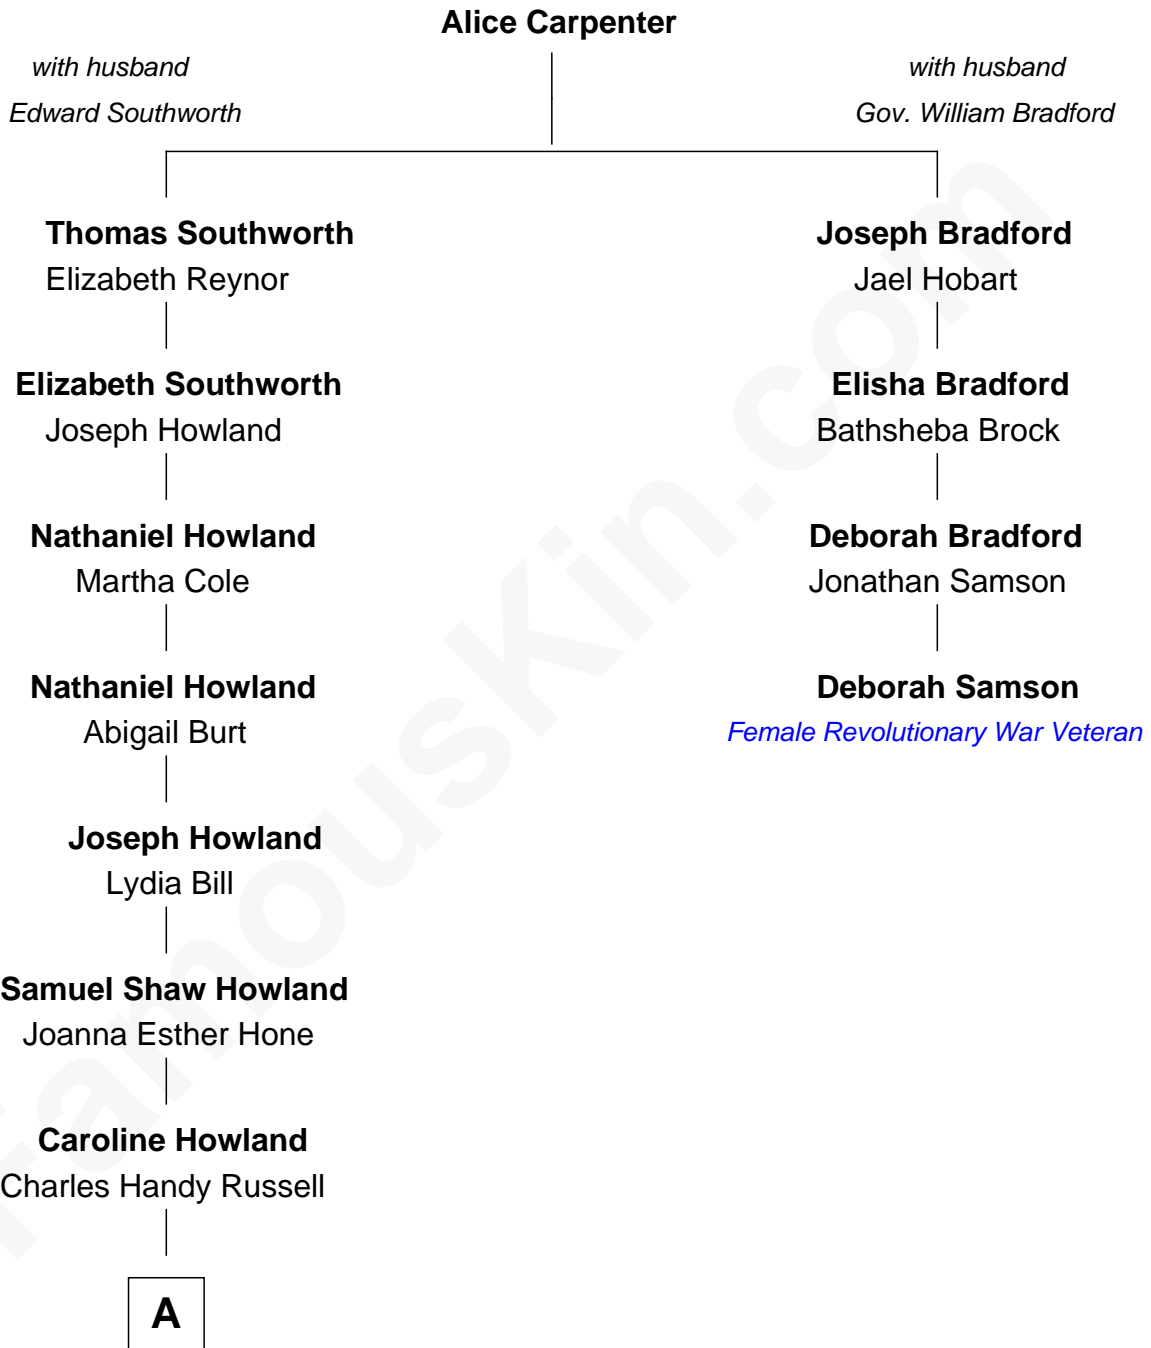 Alice Carpenter
with husband
Edward Southworth
with husband
Gov. William Bradford
Thomas Southworth
Elizabeth Reynor
Joseph Bradford
Jael Hobart
Elizabeth Southworth
Joseph Howland
Elisha Bradford
Bathsheba Brock
Nathaniel Howland
Martha Cole
Deborah Bradford
Jonathan Samson
Nathaniel Howland
Abigail Burt
Deborah Samson
Female Revolutionary War Veteran
Joseph Howland
Lydia Bill
Samuel Shaw Howland
Joanna Esther Hone
Caroline Howland
Charles Handy Russell
A
FamousKin.com